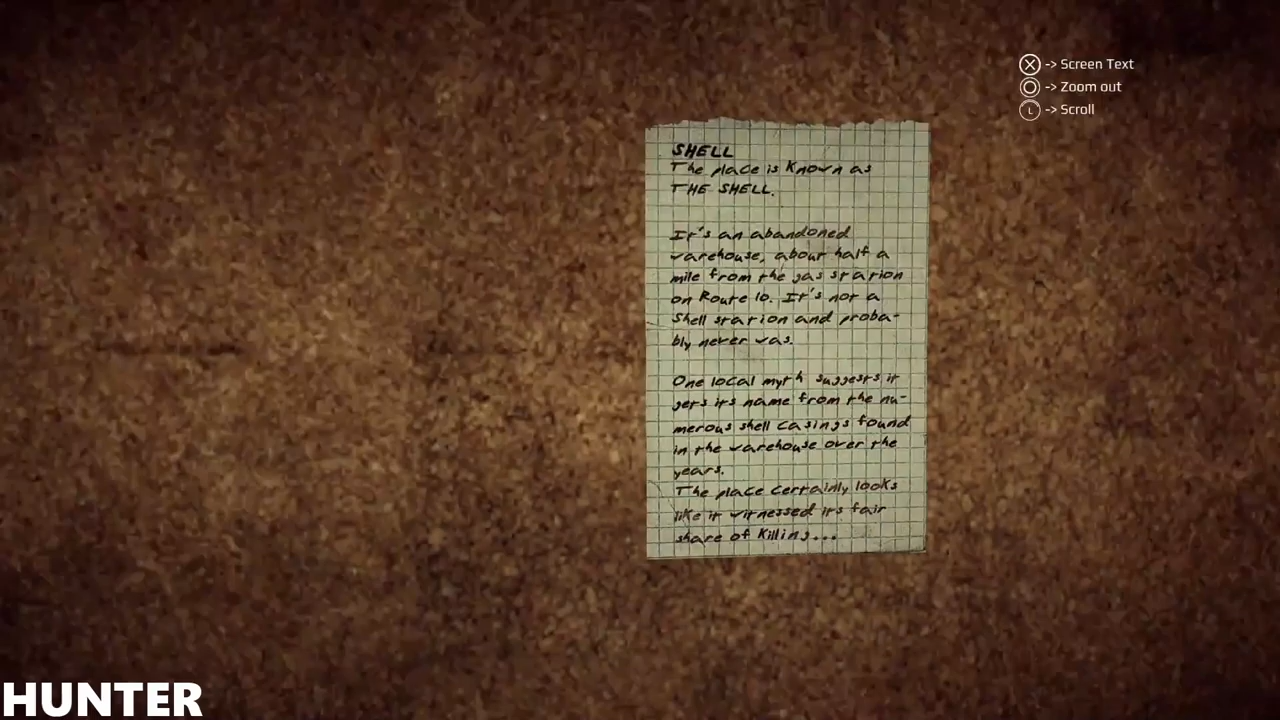 -> Screen Text
-> Zoom out
L -> Scroll
SHELL
The place is known as
THE SHELL.
It's an abandoned
warehouse, about half a
mile from the gas station
on Route 10. It's not a
Shell station and proba-
bly never was.
One local myth suggests it
gets its name from the nu-
merous shell casings found
in the warehouse over the
years.
The place certainly looks
like it witnessed its fair
share of killing...
HUNTER